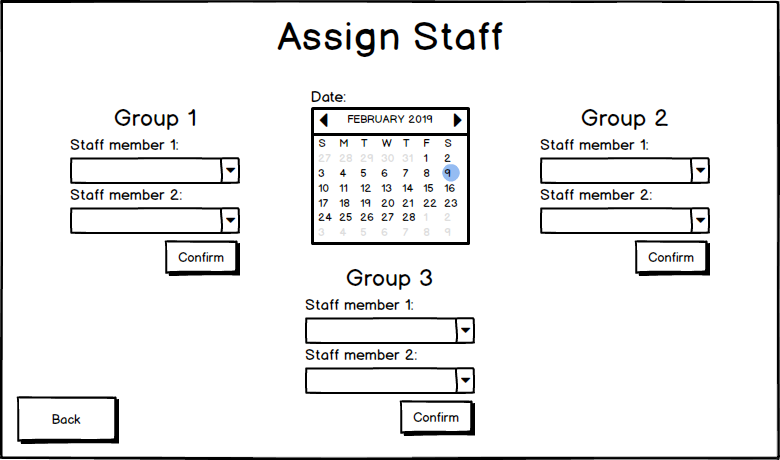 Assign Staff
Date:
FEBRUARY 2019
S M T W T F S
27 28 29 30 31 1 2
3 4 5 6 7 8 9
10 11 12 13 14 15 16
17 18 19 20 21 22 23
24 25 26 27 28 1 2
3 4 5 6 7 8 9
Group 1
Staff member 1:
Staff member 2:
Confirm
Group 2
Staff member 1:
Staff member 2:
Confirm
Group 3
Staff member 1:
Staff member 2:
Confirm
Back